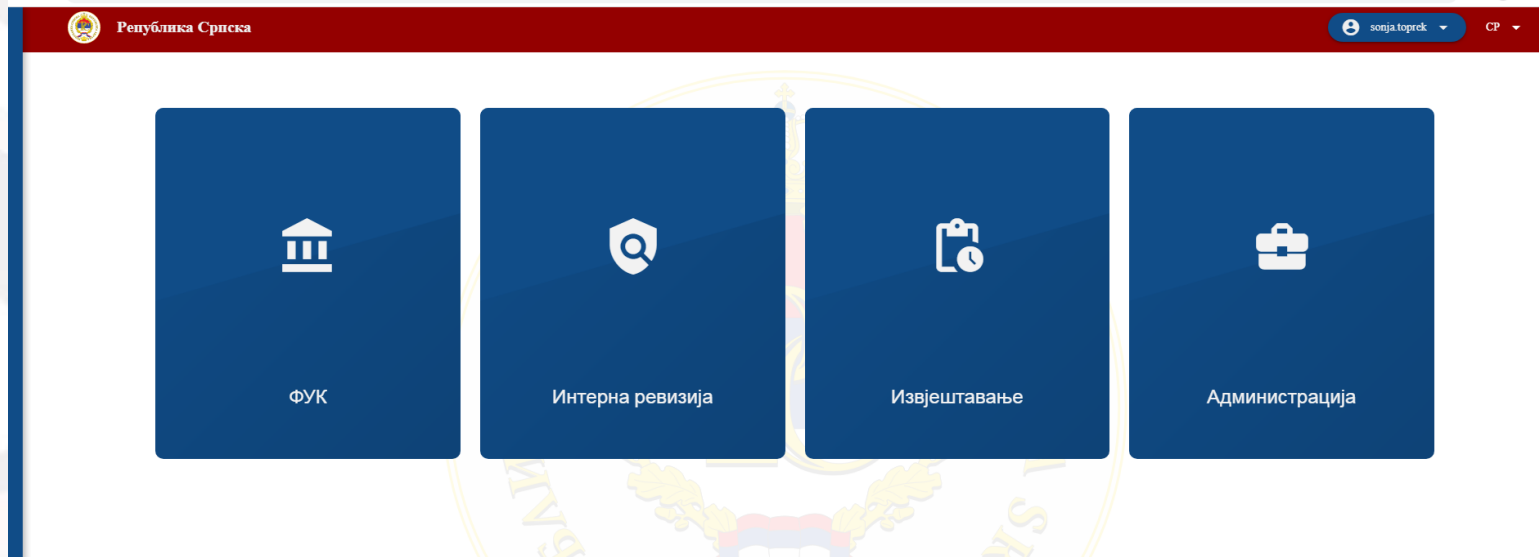 Република Српска
sonja.toprek
СР
ФУК
Интерна ревизија
Извјештавање
Администрација